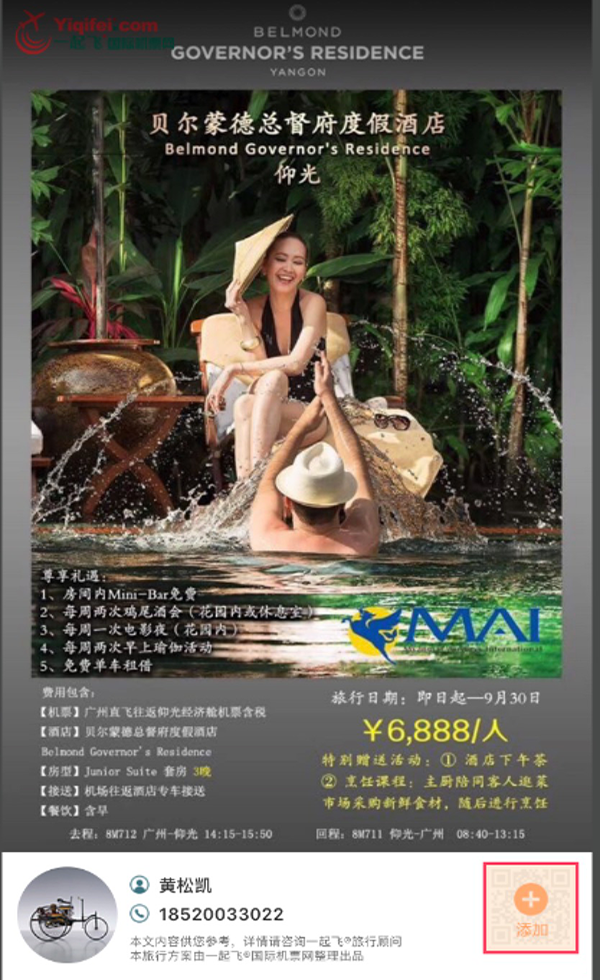 Yiqifei com
BELMOND
GOVERNOR'S RESIDENCE
YANGON
贝尔蒙德总督府度假酒店
Belmond Governor's Residence
仰光
尊享礼遇：
1、房间内Mini-Bar免费
2、每周两次鸡尾酒会（花园内或休息室）
3、每周一次电影夜（花园内）
4、每周两次早上瑜伽活动
5、免费单车租借
MAI
Myanmar Airways International
费用包含：
【机票】广州直飞往返仰光经济舱机票含税
【酒店】贝尔蒙德总督府度假酒店
Belmond Governor's Residence
【房型】Junior Suite 套房 3晚
【接送】机场往返酒店专车接送
【餐饮】含早
旅行日期：即日起—9月30日
￥6,888/人
特别赠送活动：① 酒店下午茶
② 烹饪课程：主厨陪同客人逛菜
市场采购新鲜食材，随后进行烹饪
去程：8M712 广州-仰光 14:15-15:50
回程：8M711 仰光-广州 08:40-13:15
黄松凯
18520033022
本文内容供您参考，详情请咨询一起飞®旅行顾问
本旅行方案由一起飞®国际机票网整理出品
添加